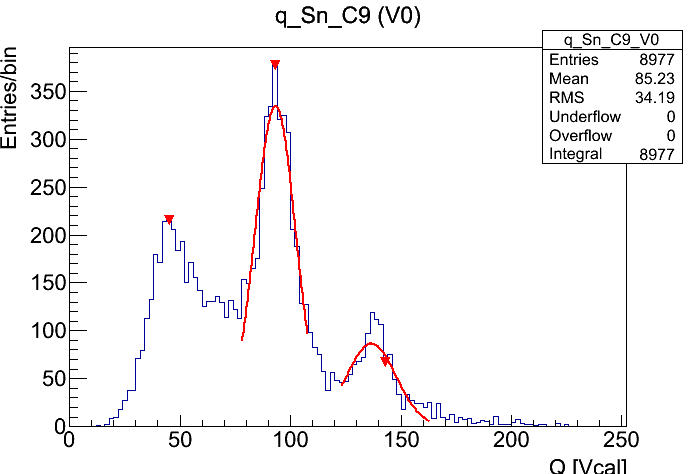 q_Sn_C9 (V0)
q_Sn_C9_V0
Entries 8977
Mean 85.23
RMS 34.19
Underflow 0
Overflow 0
Integral 8977
Entries/bin
350
300
250
200
150
100
50
0
0 50 100 150 200 250
Q [Vcal]